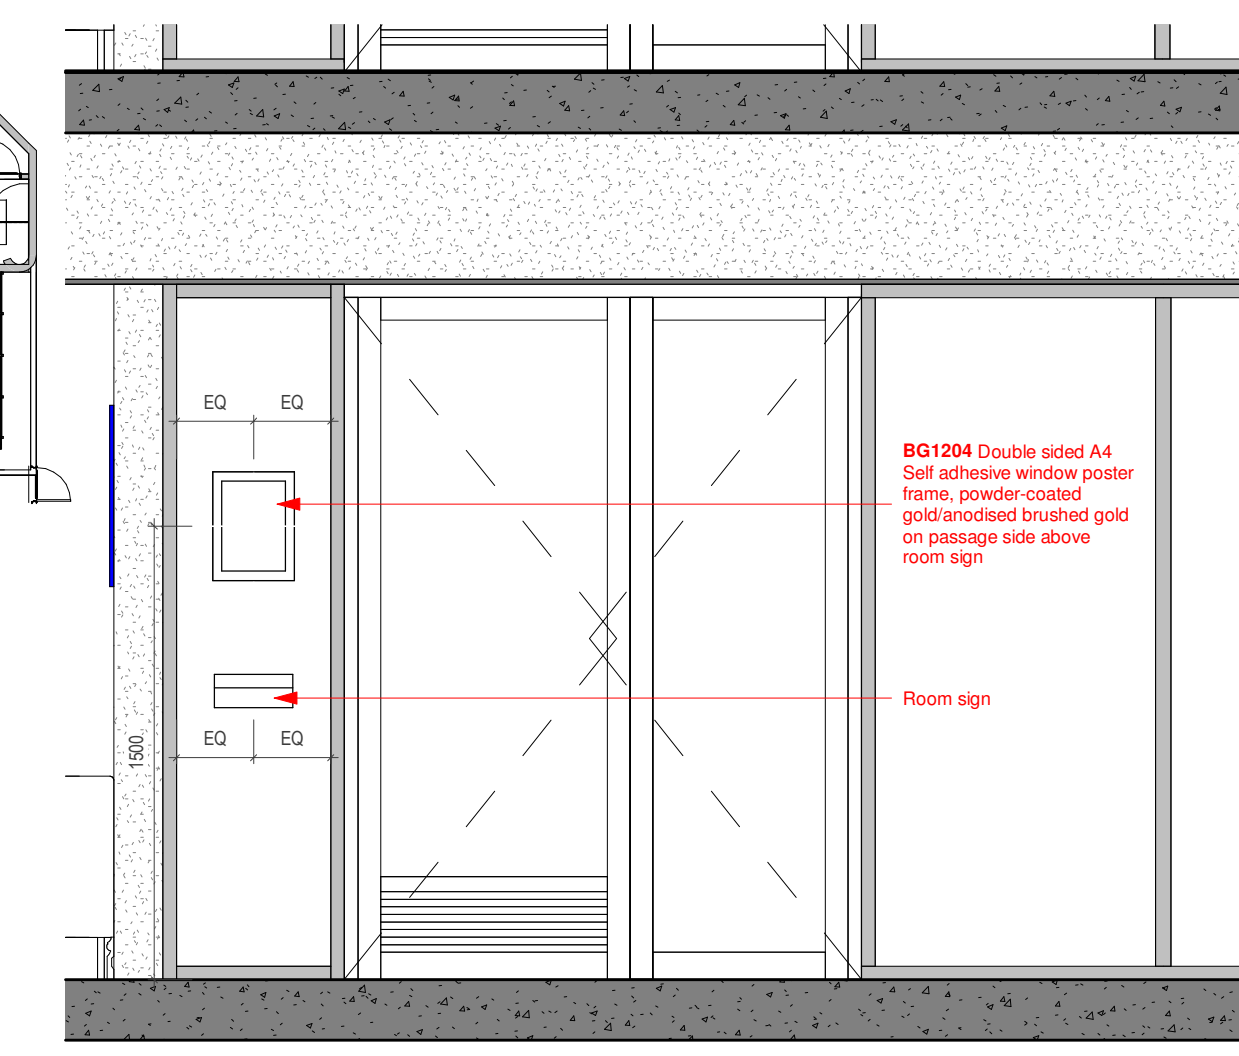 EQ EQ
BG1204 Double sided A4
Self adhesive window poster
frame, powder-coated
gold/anodised brushed gold
on passage side above
room sign
Room sign
EQ EQ
1500